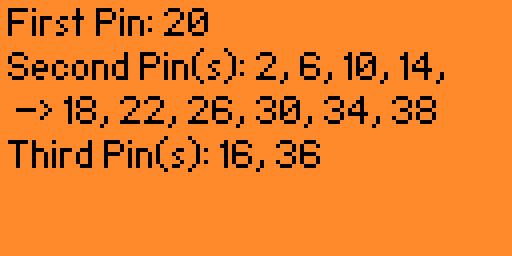 First Pin: 20
Second Pin(s): 2, 6, 10, 14,
-> 18, 22, 26, 30, 34, 38
Third Pin(s): 16, 36